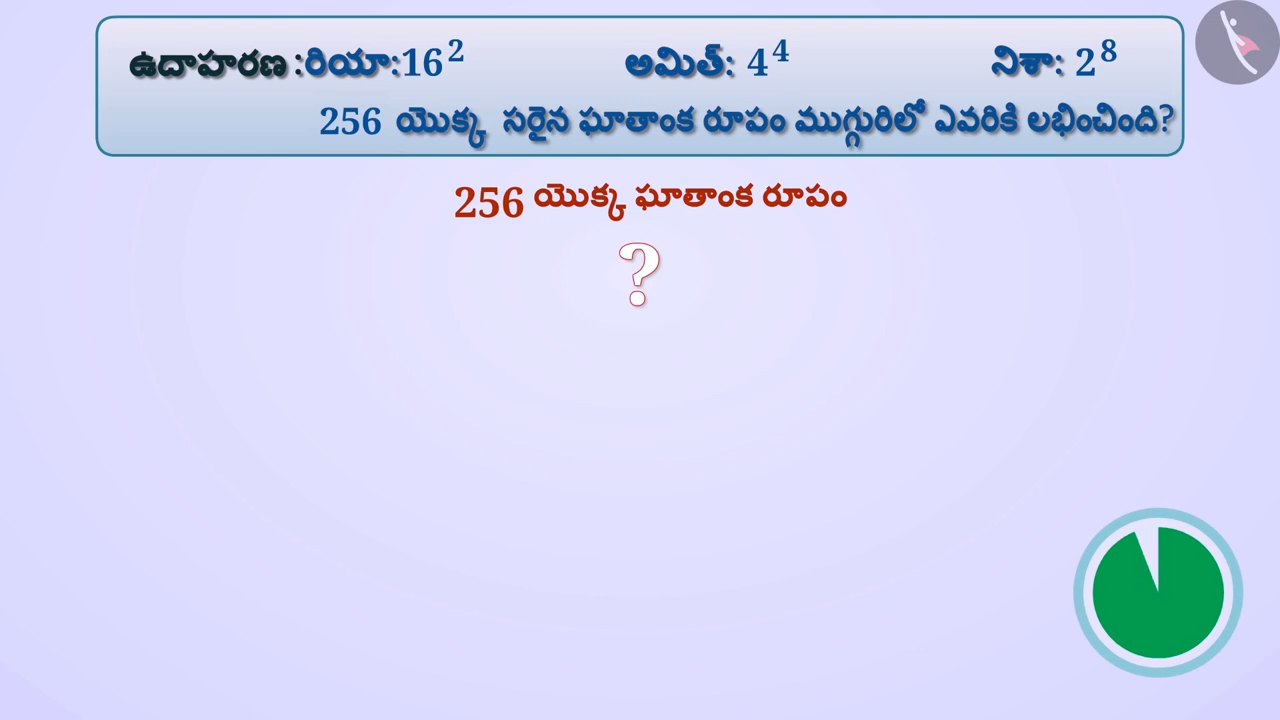 ఉదాహరణ :రియా:16² అమిత్: 4⁴ నిశా: 2⁸
256 యొక్క సరైన ఘాతాంక రూపం ముగ్గురిలో ఎవరికి లభించింది?
256 యొక్క ఘాతాంక రూపం
?